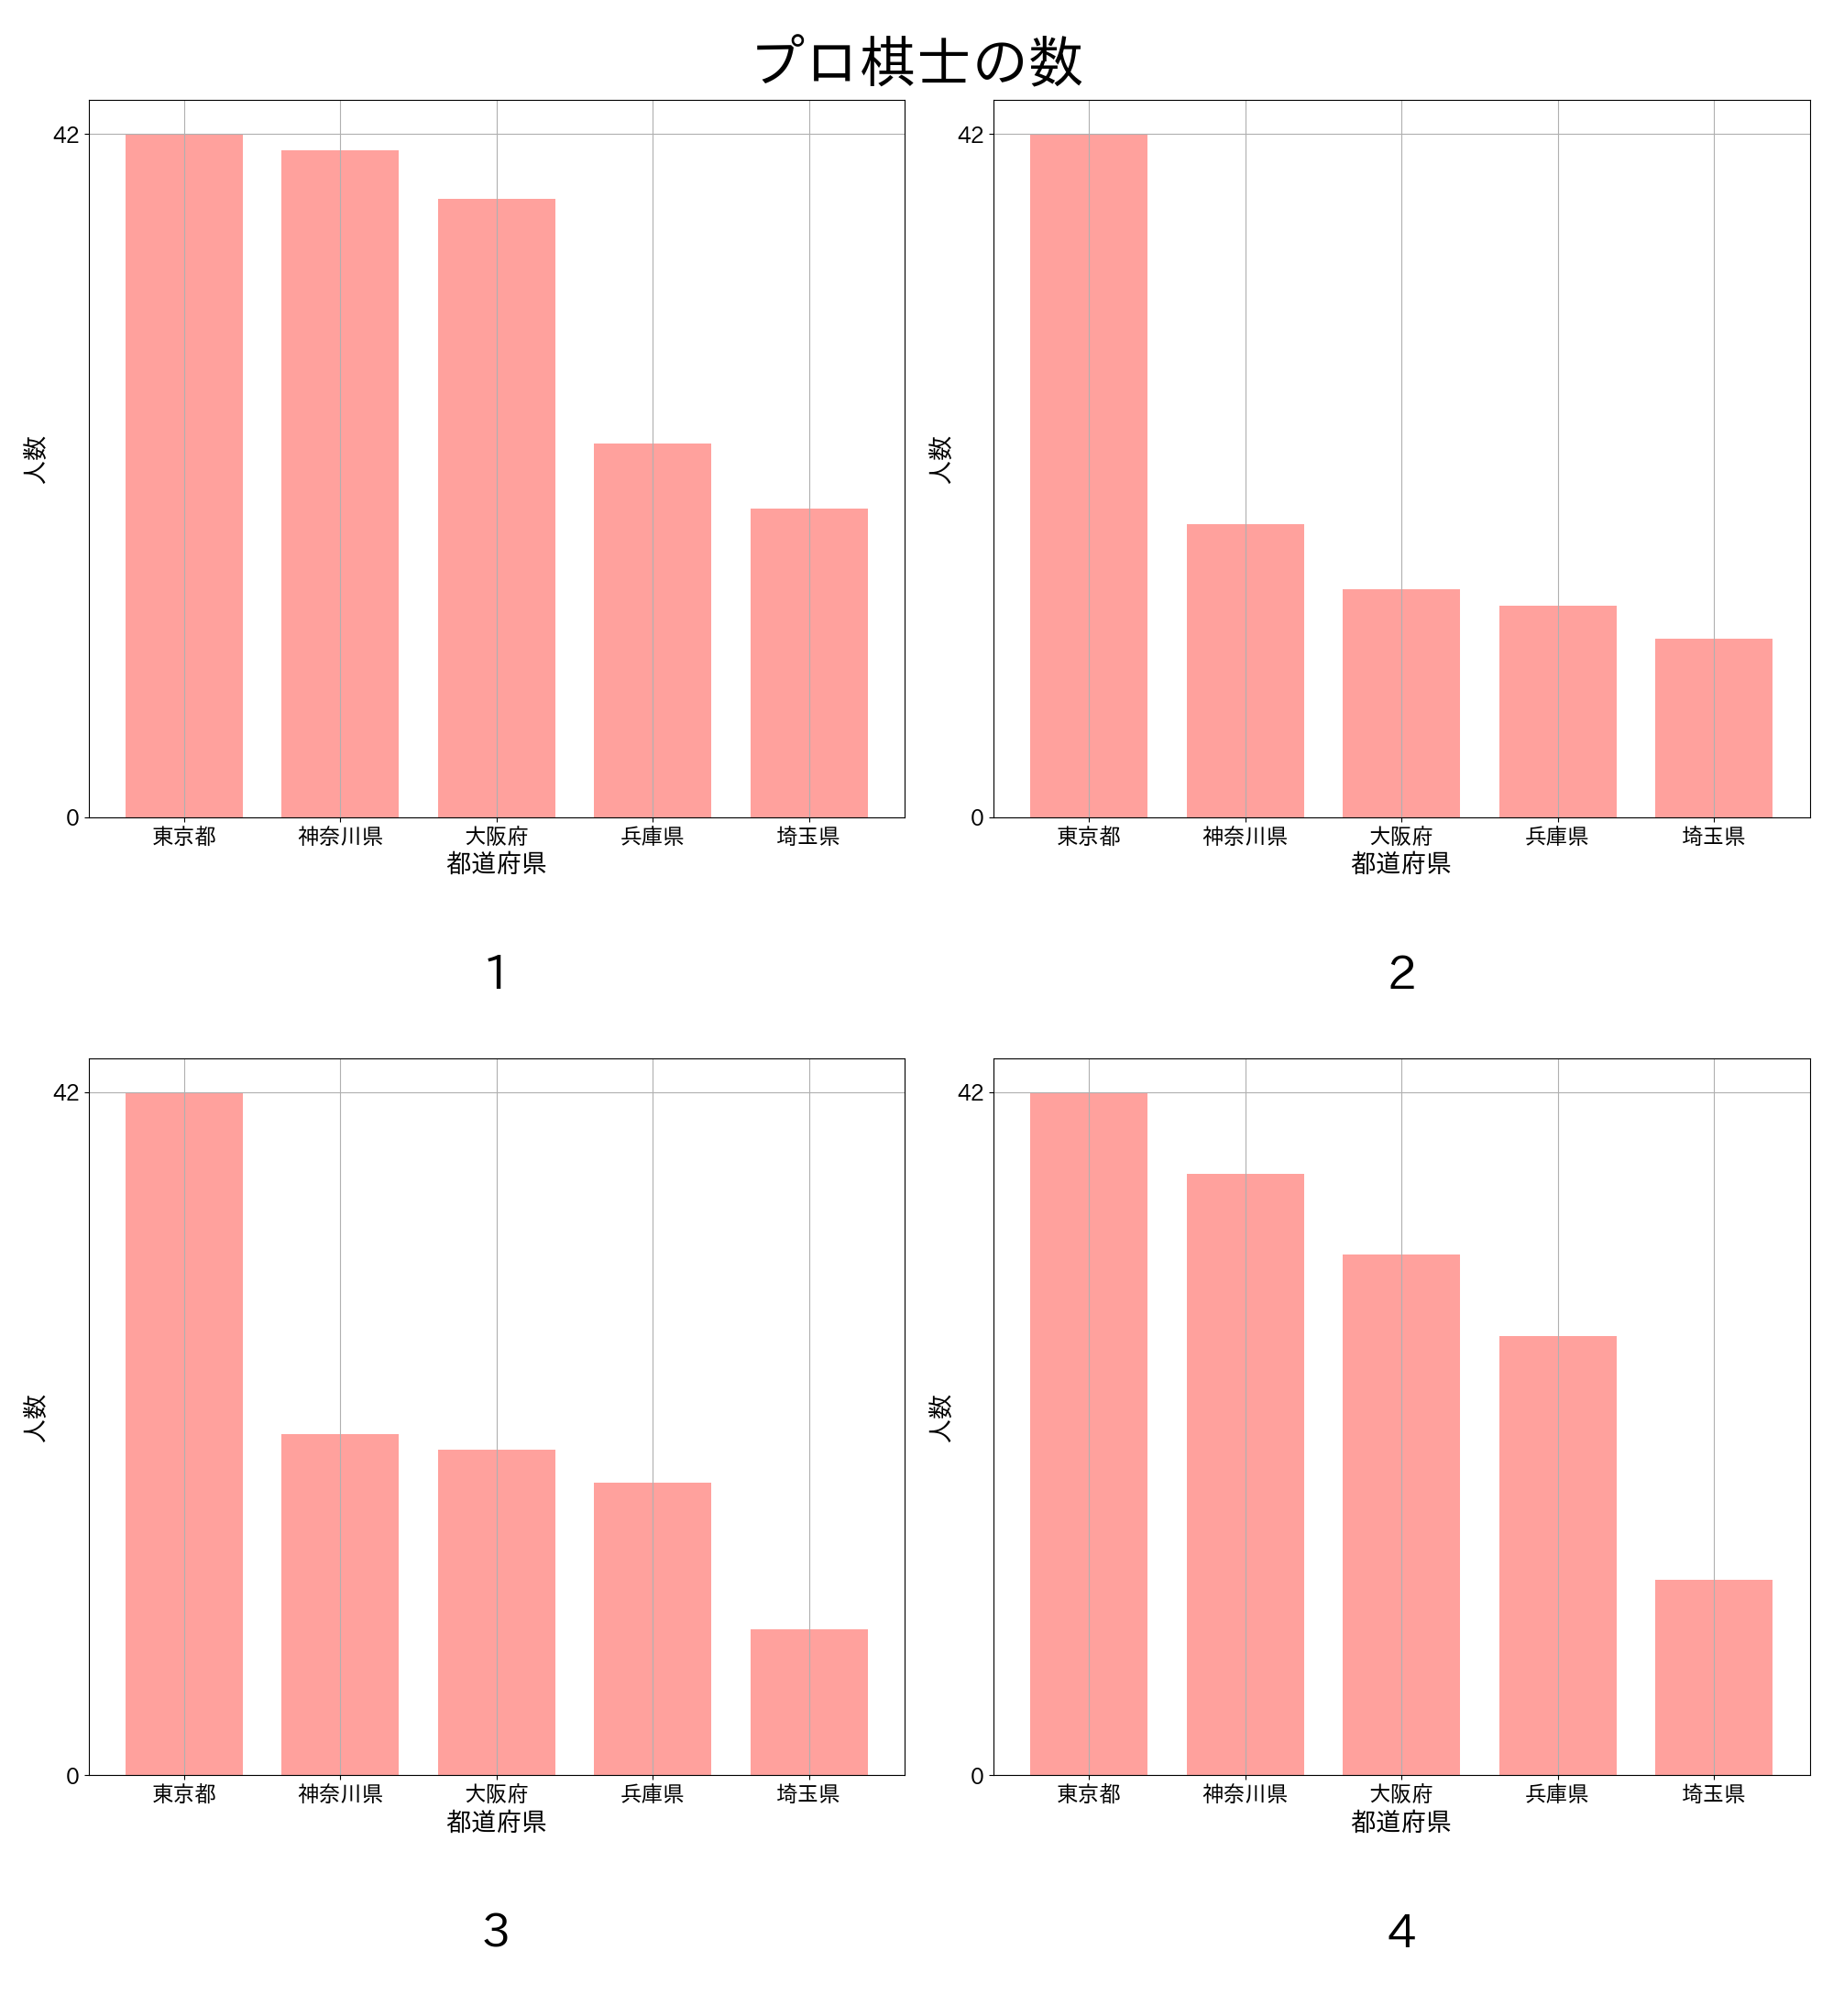 プロ棋士の数
42
0
人数
東京都 神奈川県 大阪府 兵庫県 埼玉県
都道府県
1
42
0
人数
東京都 神奈川県 大阪府 兵庫県 埼玉県
都道府県
2
42
0
人数
東京都 神奈川県 大阪府 兵庫県 埼玉県
都道府県
3
42
0
人数
東京都 神奈川県 大阪府 兵庫県 埼玉県
都道府県
4